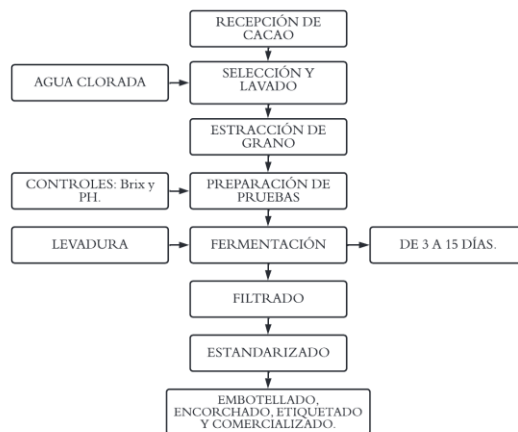 RECEPCIÓN DE
CACAO
AGUA CLORADA
SELECCIÓN Y
LAVADO
ESTRACCIÓN DE
GRANO
CONTROLES: Brix y
PH.
PREPARACIÓN DE
PRUEBAS
LEVADURA
FERMENTACIÓN
DE 3 A 15 DÍAS.
FILTRADO
ESTANDARIZADO
EMBOTELLADO,
ENCORCHADO, ETIQUETADO
Y COMERCIALIZADO.